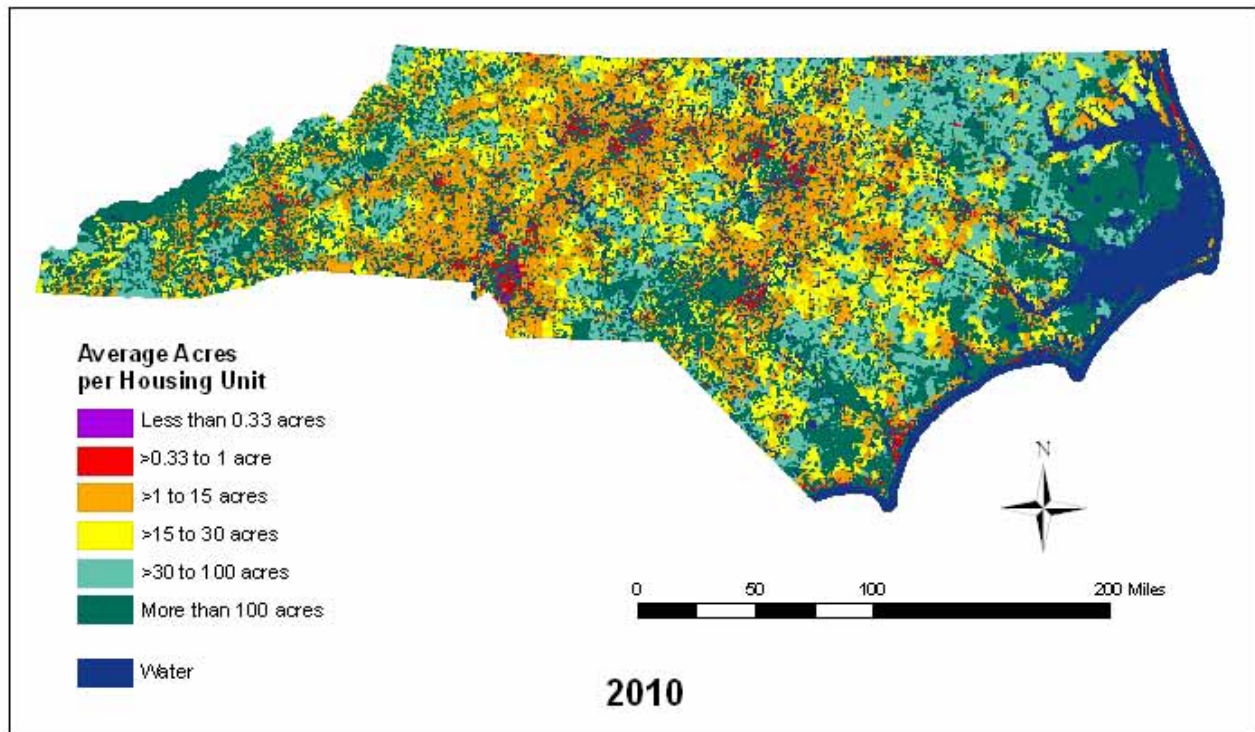 Average Acres
per Housing Unit
Less than 0.33 acres
>0.33 to 1 acre
>1 to 15 acres
>15 to 30 acres
>30 to 100 acres
More than 100 acres
Water
N
0 50 100 200 Miles
2010